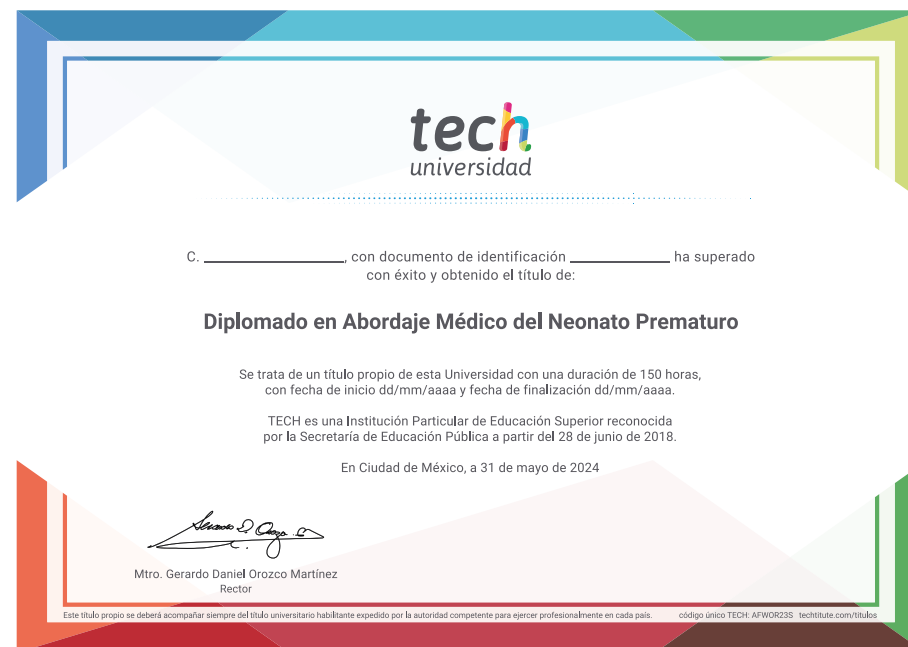 tech
universidad
C. ____________, con documento de identificación ____________ ha superado
con éxito y obtenido el título de:
Diplomado en Abordaje Médico del Neonato Prematuro
Se trata de un título propio de esta Universidad con una duración de 150 horas,
con fecha de inicio dd/mm/aaaa y fecha de finalización dd/mm/aaaa.
TECH es una Institución Particular de Educación Superior reconocida
por la Secretaría de Educación Pública a partir del 28 de junio de 2018.
En Ciudad de México, a 31 de mayo de 2024
Mtro. Gerardo Daniel Orozco Martínez
Rector
Este título propio se deberá acompañar siempre del título universitario habilitante expedido por la autoridad competente para ejercer profesionalmente en cada país. código único TECH: AFWOR23S techtitute.com/titulos